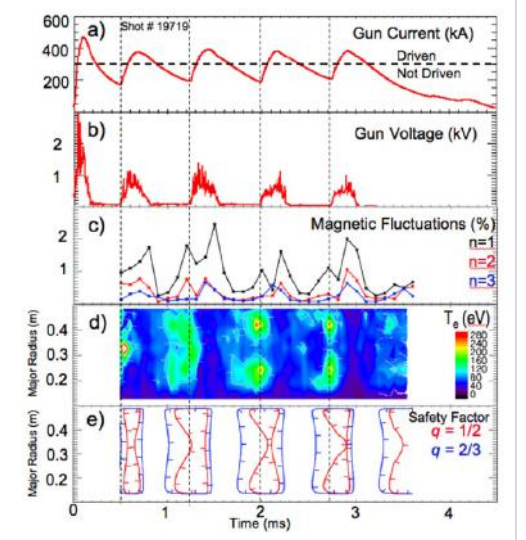 Shot # 19719
a)
Gun Current (kA)
Driven
Not Driven
600
400
200
b)
Gun Voltage (kV)
2
1
c)
Magnetic Fluctuations (%)
n=1
n=2
n=3
2
1
d)
Major Radius (m)
0.4
0.3
0.2
Te (eV)
280
240
200
160
120
80
40
0
e)
Major Radius (m)
0.4
0.3
0.2
Safety Factor
q = 1/2
q = 2/3
0 1 2 3 4
Time (ms)